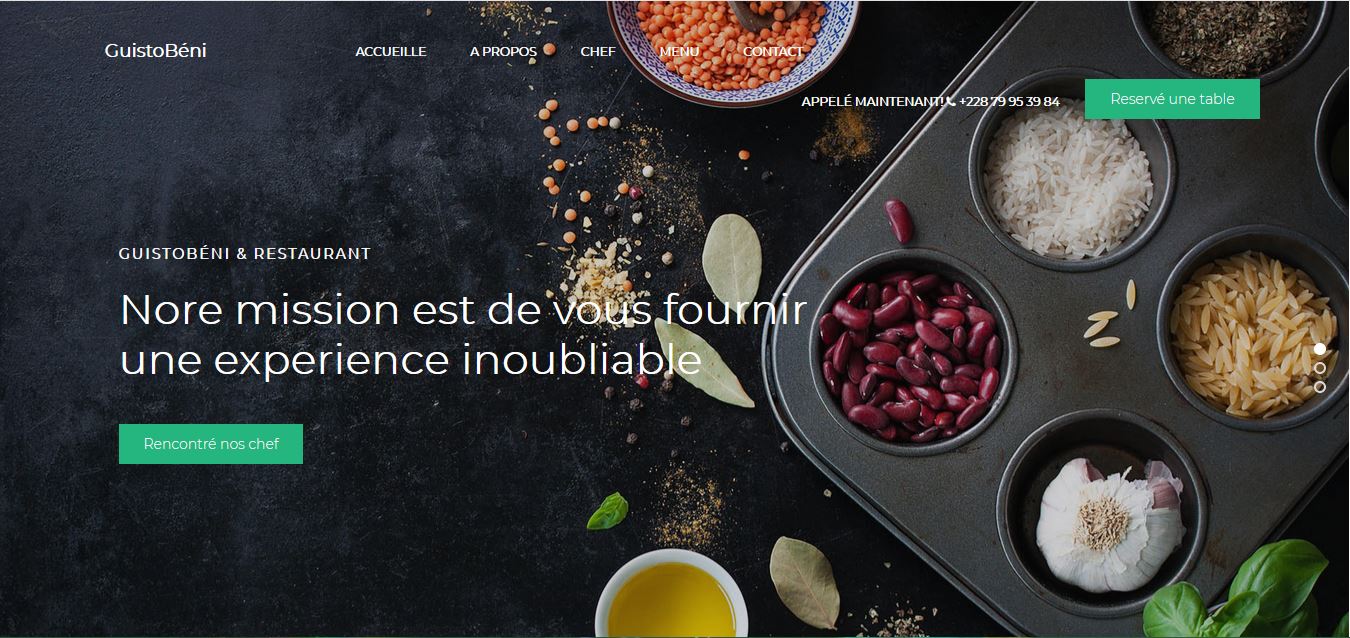 GuistoBéni
ACCUEILLE
A PROPOS
CHEF
MENU
CONTACT
APPELÉ MAINTENANT! +228 79 95 39 84
Reservé une table
GUISTOBÉNI & RESTAURANT
Nore mission est de vous fournir
une experience inoubliable
Rencontré nos chef